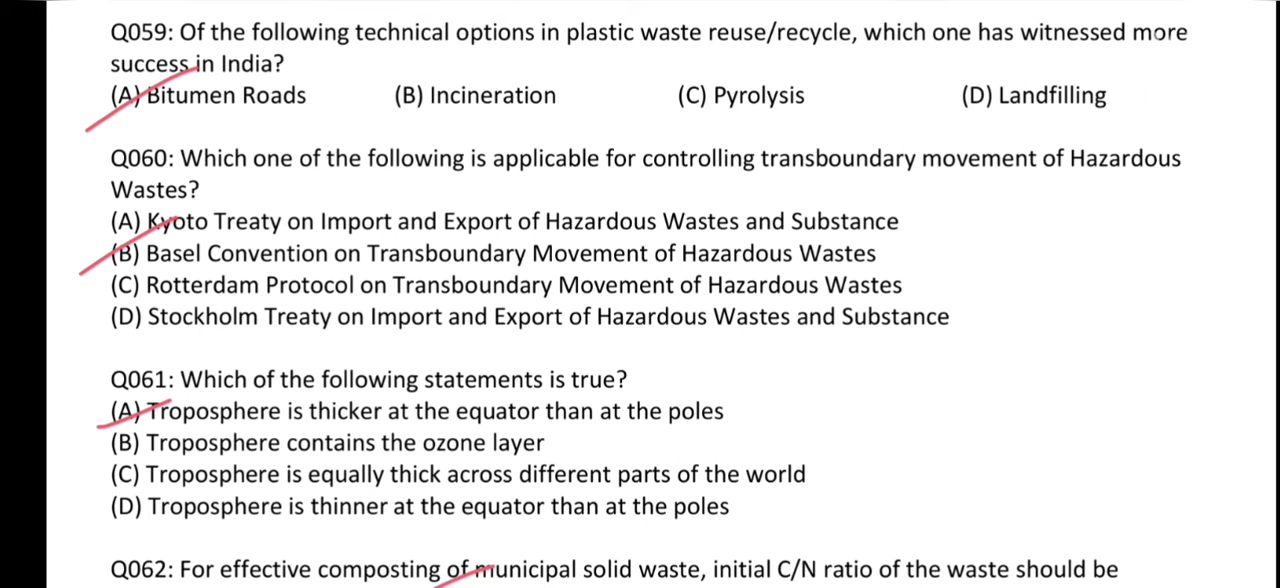 Q059: Of the following technical options in plastic waste reuse/recycle, which one has witnessed more
success in India?
(A) Bitumen Roads (B) Incineration (C) Pyrolysis (D) Landfilling
Q060: Which one of the following is applicable for controlling transboundary movement of Hazardous
Wastes?
(A) Kyoto Treaty on Import and Export of Hazardous Wastes and Substance
(B) Basel Convention on Transboundary Movement of Hazardous Wastes
(C) Rotterdam Protocol on Transboundary Movement of Hazardous Wastes
(D) Stockholm Treaty on Import and Export of Hazardous Wastes and Substance
Q061: Which of the following statements is true?
(A) Troposphere is thicker at the equator than at the poles
(B) Troposphere contains the ozone layer
(C) Troposphere is equally thick across different parts of the world
(D) Troposphere is thinner at the equator than at the poles
Q062: For effective composting of municipal solid waste, initial C/N ratio of the waste should be